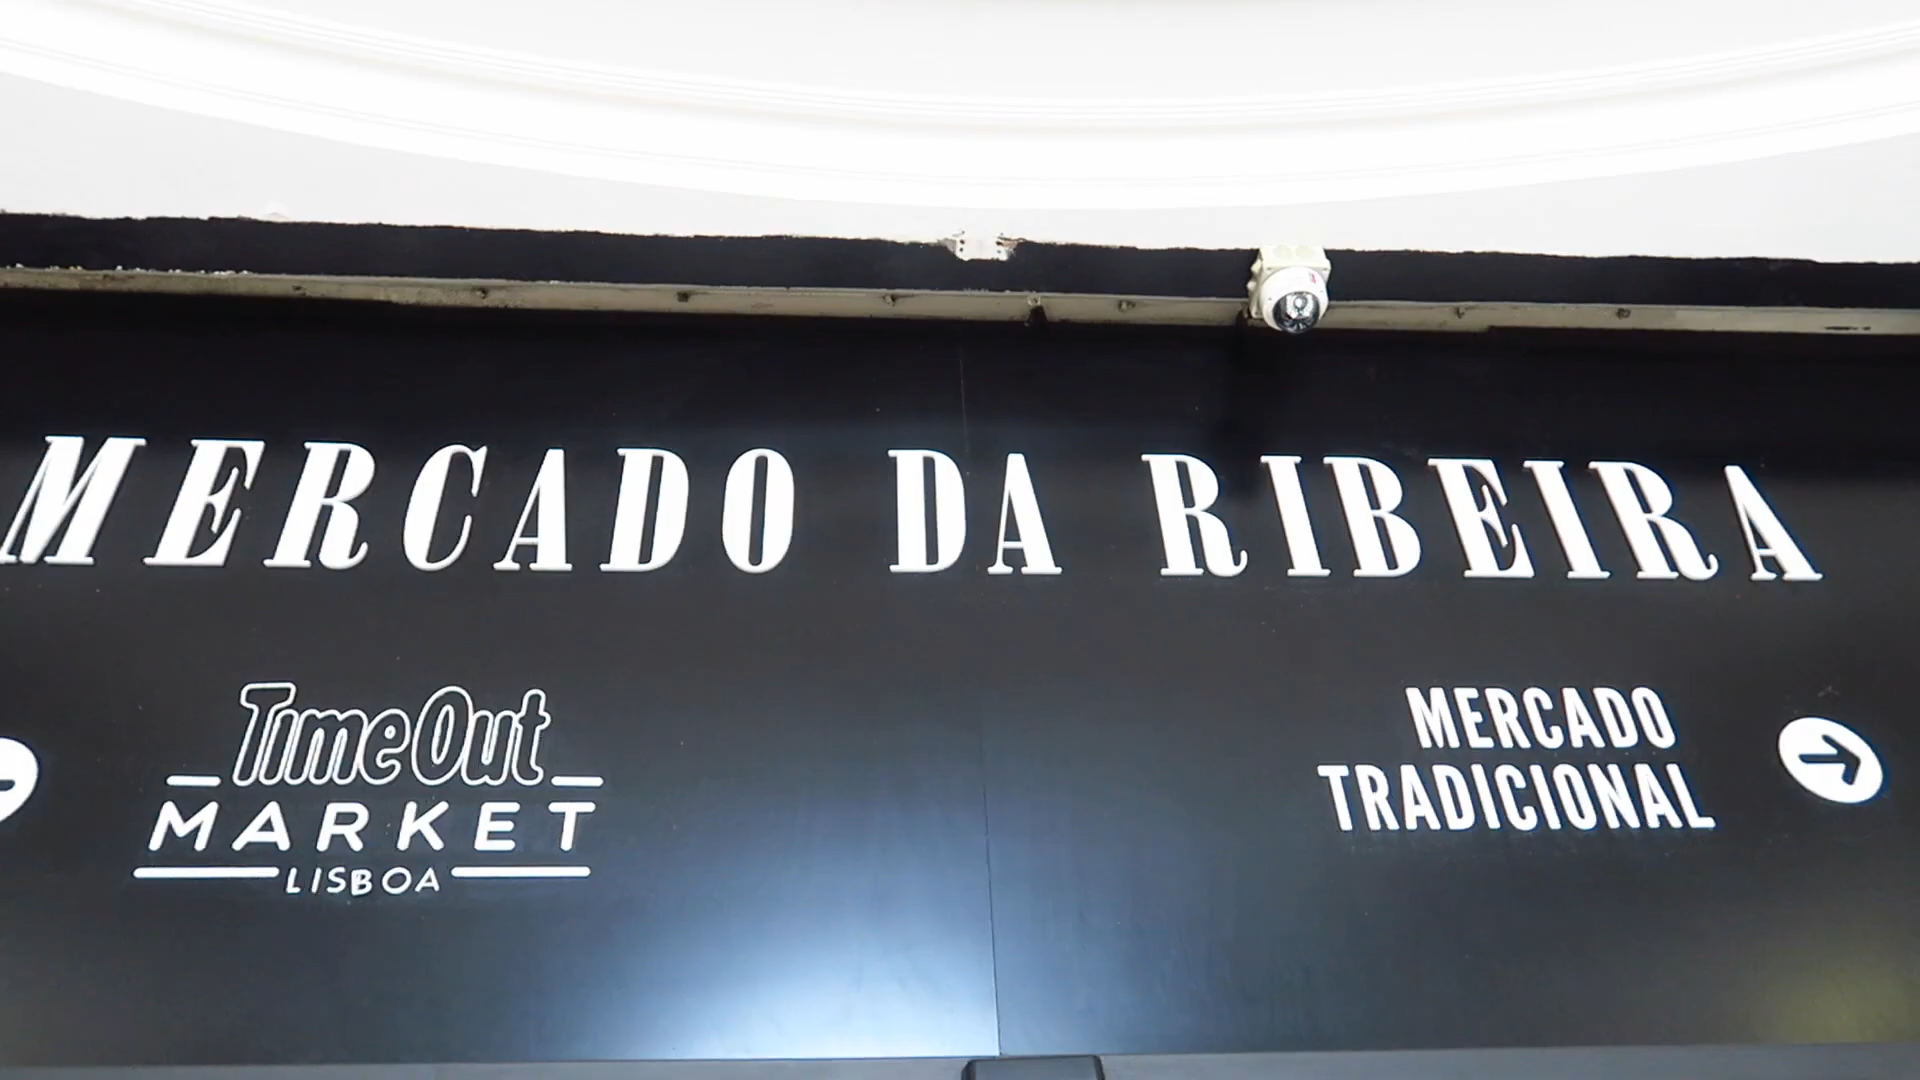 MERCADO DA RIBEIRA
Time Out
MARKET
LISBOA
MERCADO
TRADICIONAL